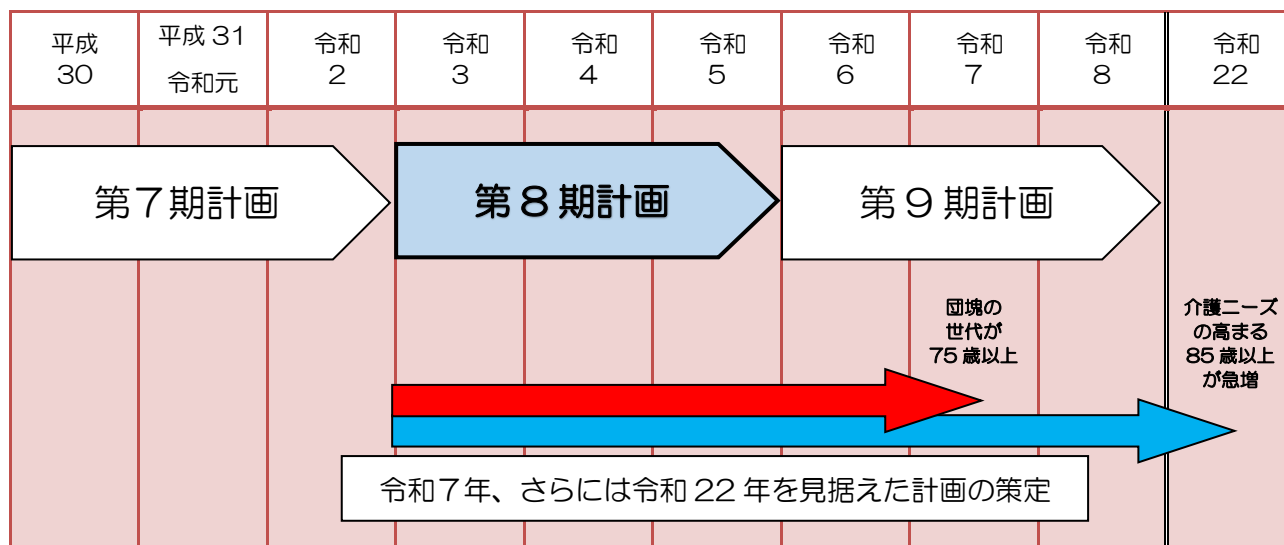 平成
30
平成 31
令和元
令和
2
令和
3
令和
4
令和
5
令和
6
令和
7
令和
8
令和
22
第７期計画
第８期計画
第９期計画
団塊の
世代が
75 歳以上
介護ニーズ
の高まる
85 歳以上
が急増
令和７年、さらには令和 22 年を見据えた計画の策定